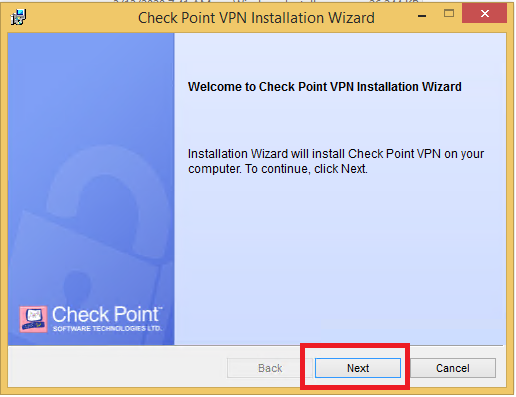 Check Point VPN Installation Wizard
Welcome to Check Point VPN Installation Wizard
Installation Wizard will install Check Point VPN on your
computer. To continue, click Next.
Check Point™
SOFTWARE TECHNOLOGIES LTD.
Back
Next
Cancel